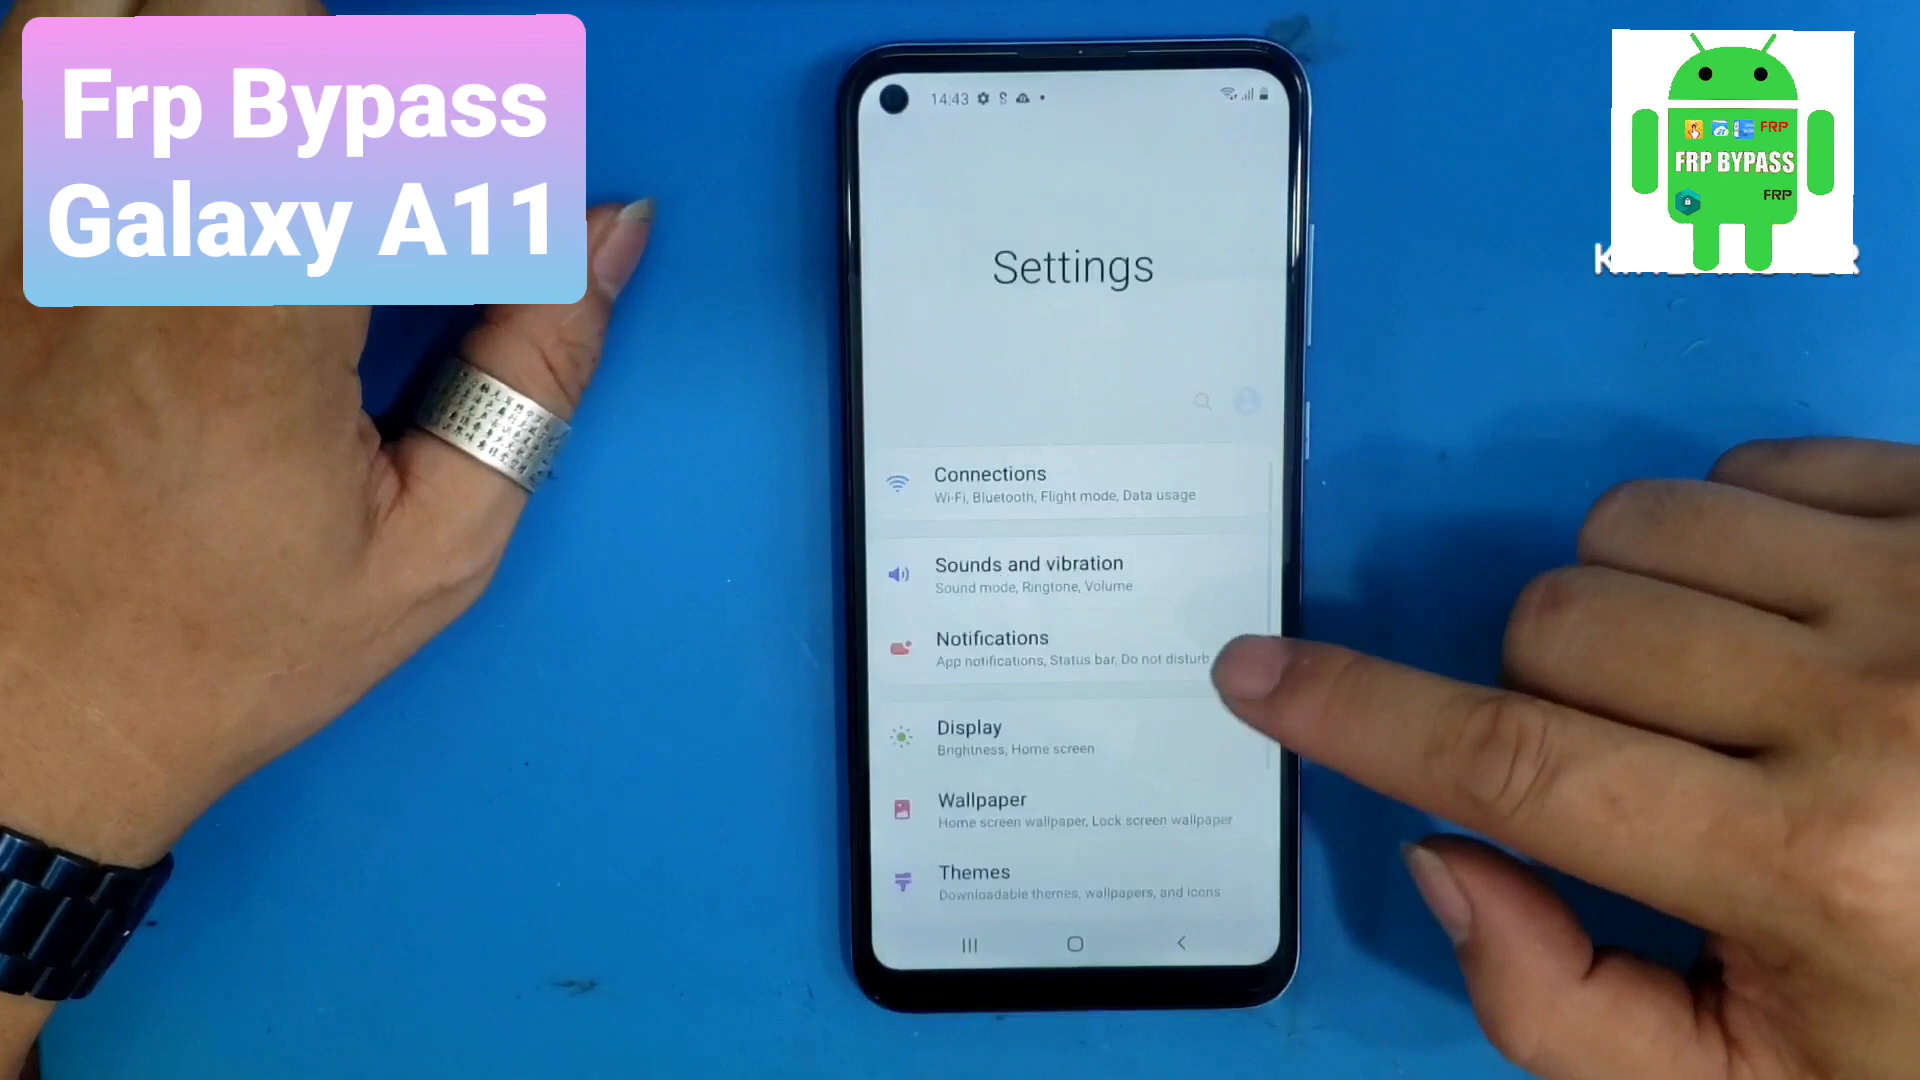 Frp Bypass
Galaxy A11
14:43
FRP
FRP BYPASS
FRP
Settings
Connections
Wi-Fi, Bluetooth, Flight mode, Data usage
Sounds and vibration
Sound mode, Ringtone, Volume
Notifications
App notifications, Status bar, Do not disturb
Display
Brightness, Home screen
Wallpaper
Home screen wallpaper, Lock screen wallpaper
Themes
Downloadable themes, wallpapers, and icons